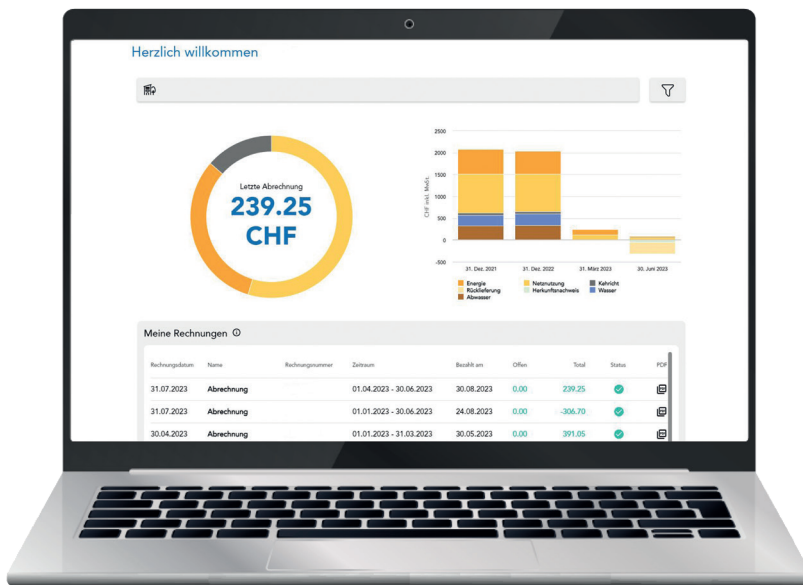 Herzlich willkommen
Letzte Abrechnung
239.25
CHF
CHF inkl. MwSt.
2500
2000
1500
1000
500
0
-500
31. Dez. 2021 31. Dez. 2022 31. März 2023 30. Juni 2023
Energie Netznutzung Kehricht
Rücklieferung Herkunftsnachweis Wasser
Abwasser
Meine Rechnungen
Rechnungsdatum Name Rechnungsnummer Zeitraum Bezahlt am Offen Total Status PDF
31.07.2023 Abrechnung 01.04.2023 - 30.06.2023 30.08.2023 0.00 239.25
31.07.2023 Abrechnung 01.01.2023 - 30.06.2023 24.08.2023 0.00 -306.70
30.04.2023 Abrechnung 01.01.2023 - 31.03.2023 30.05.2023 0.00 391.05